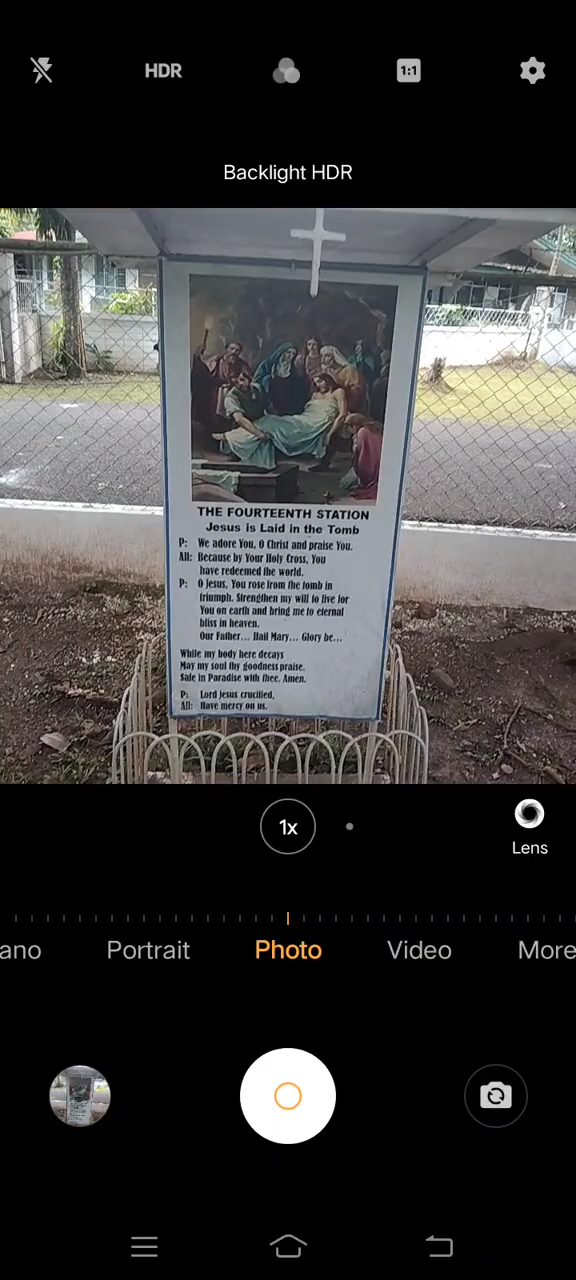 HDR
1:1
Backlight HDR
THE FOURTEENTH STATION
Jesus is Laid in the Tomb
P: We adore You, O Christ and praise You.
All: Because by Your Holy Cross, You
have redeemed the world.
P: O Jesus, You rose from the tomb in
triumph. Strengthen my will to live for
You on earth and bring me to eternal
bliss in heaven.
Our Father... Hail Mary... Glory be...
While my body here decays
May my soul thy goodness praise.
Safe in Paradise with thee. Amen.
P: Lord Jesus crucified,
All: Have mercy on us.
1x
Lens
ano Portrait Photo Video More